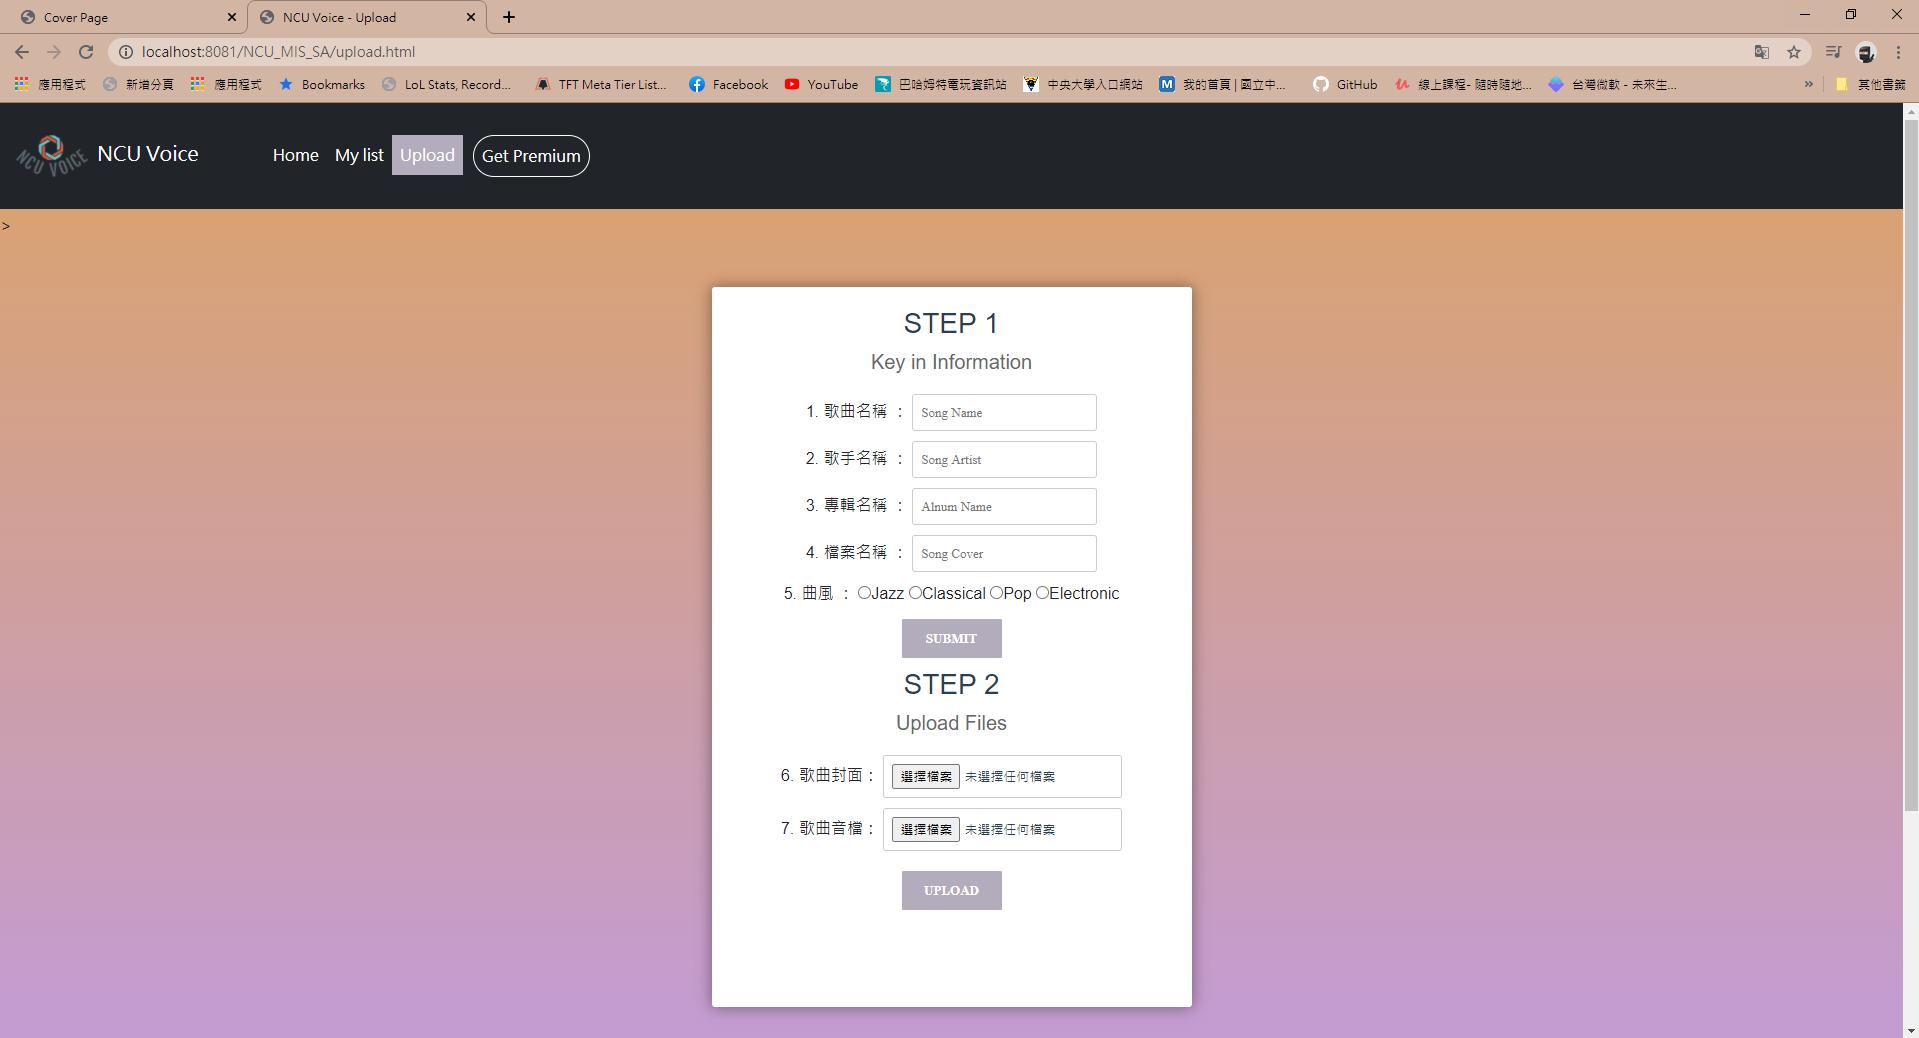 Cover Page
NCU Voice - Upload
localhost:8081/NCU_MIS_SA/upload.html
應用程式 新增分頁 應用程式 Bookmarks LoL Stats, Record... TFT Meta Tier List... Facebook YouTube 巴哈姆特電玩資訊站 中央大學入口網站 M 我的首頁 | 國立中... GitHub 線上課程- 隨時隨地... 台灣微軟 - 未來生... » 其他書籤
NCU VOICE NCU Voice Home My list Upload Get Premium
>
STEP 1
Key in Information
1. 歌曲名稱 : Song Name
2. 歌手名稱 : Song Artist
3. 專輯名稱 : Alnum Name
4. 檔案名稱 : Song Cover
5. 曲風 : Jazz Classical Pop Electronic
SUBMIT
STEP 2
Upload Files
6. 歌曲封面 : 選擇檔案 未選擇任何檔案
7. 歌曲音檔 : 選擇檔案 未選擇任何檔案
UPLOAD